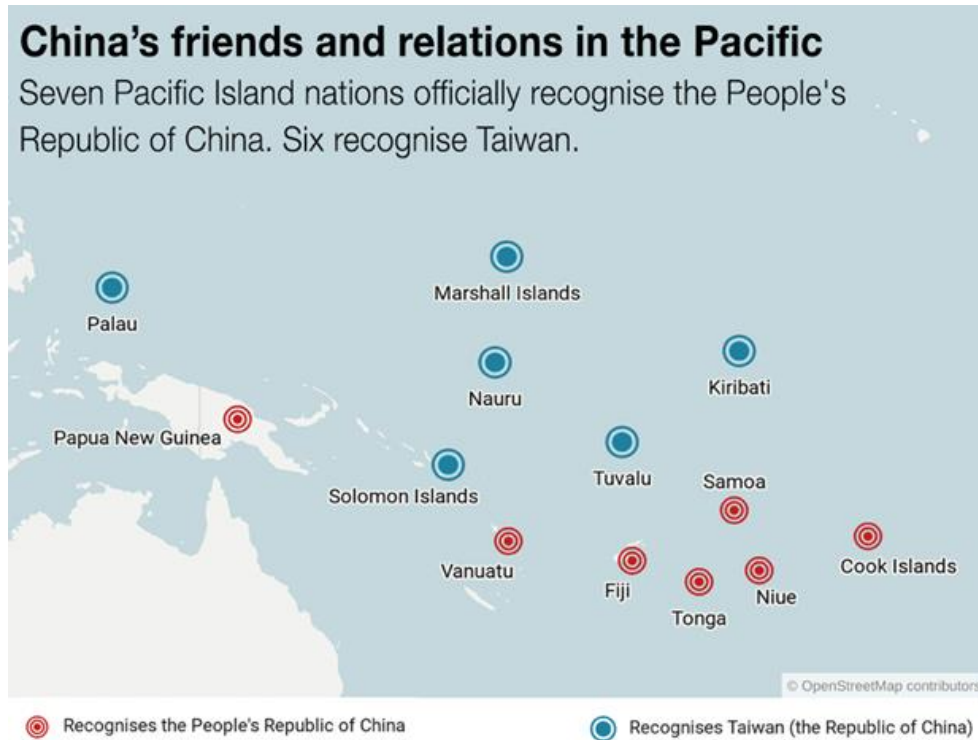 China's friends and relations in the Pacific
Seven Pacific Island nations officially recognise the People's
Republic of China. Six recognise Taiwan.
Marshall Islands
Palau
Nauru
Kiribati
Papua New Guinea
Solomon Islands
Tuvalu
Samoa
Vanuatu
Fiji
Tonga
Niue
Cook Islands
© OpenStreetMap contributors
Recognises the People's Republic of China
Recognises Taiwan (the Republic of China)